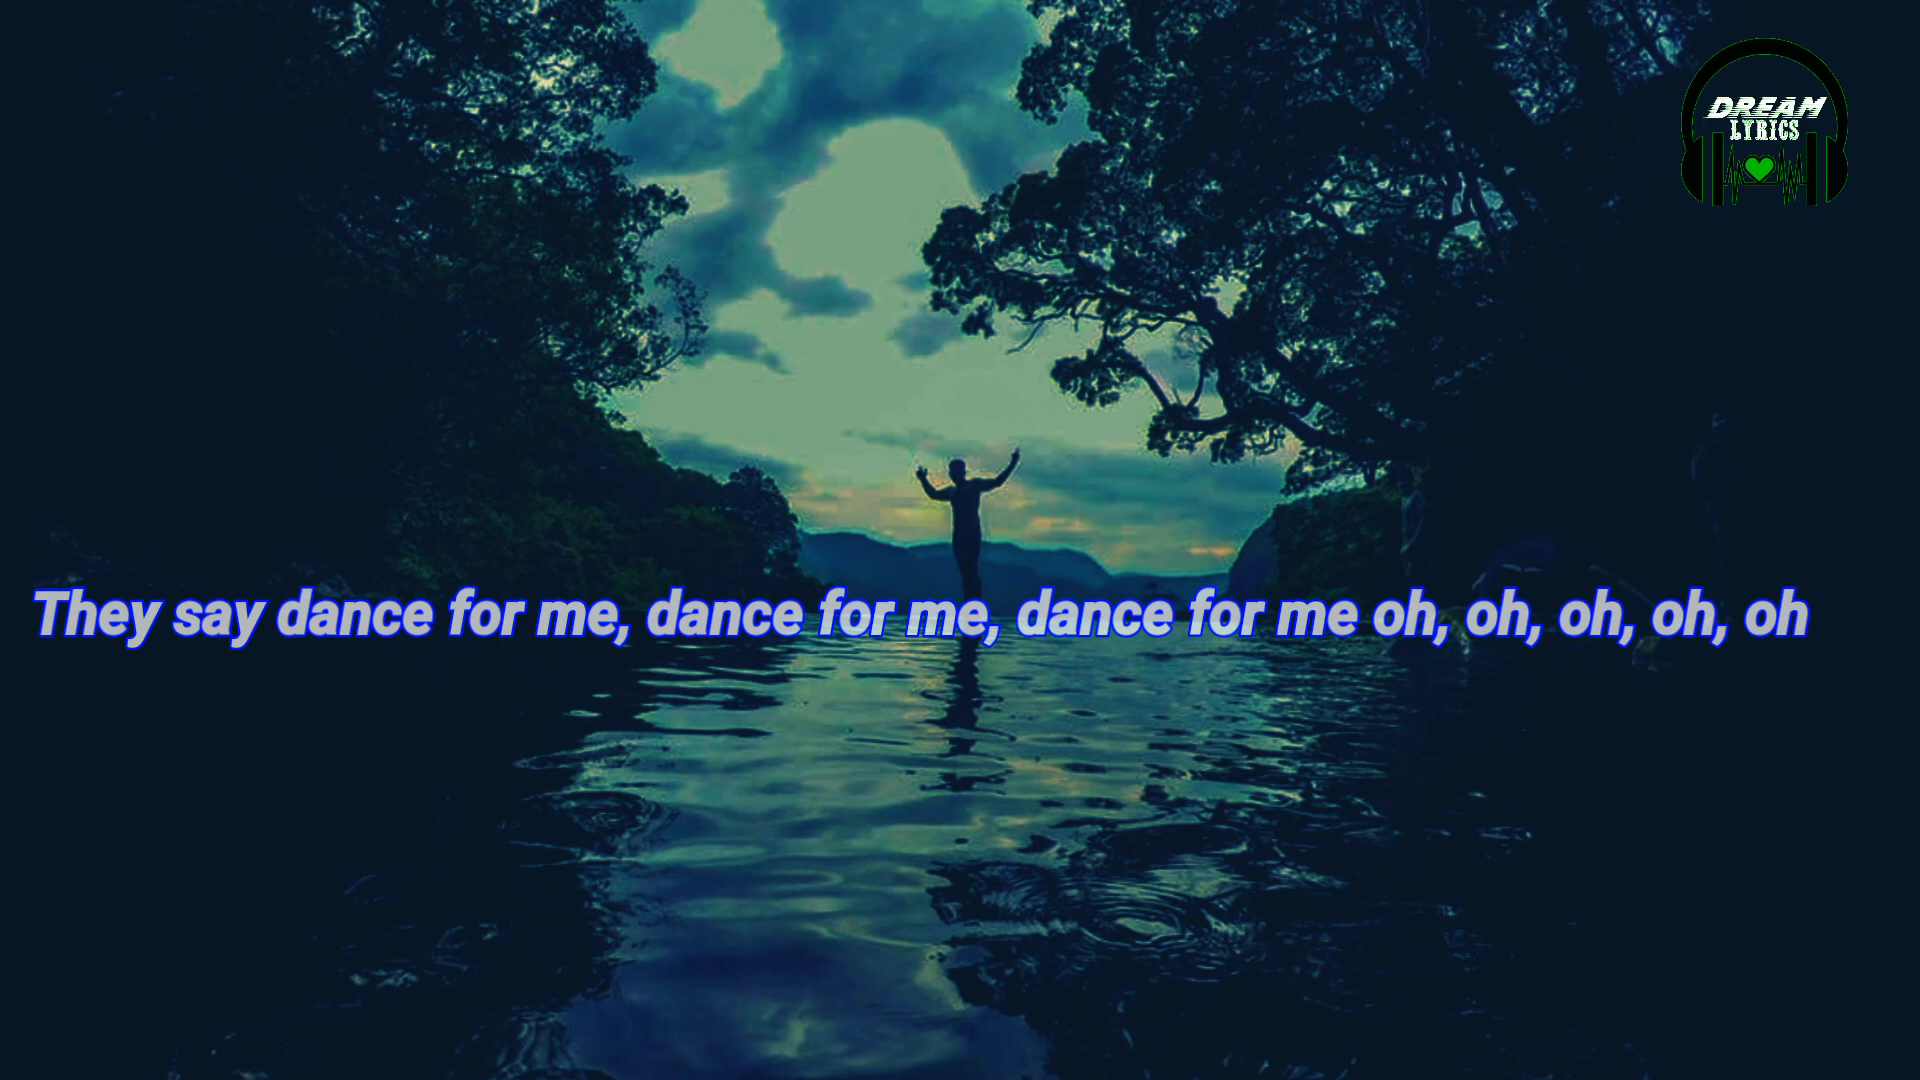 DREAM
LYRICS
They say dance for me, dance for me, dance for me oh, oh, oh, oh, oh